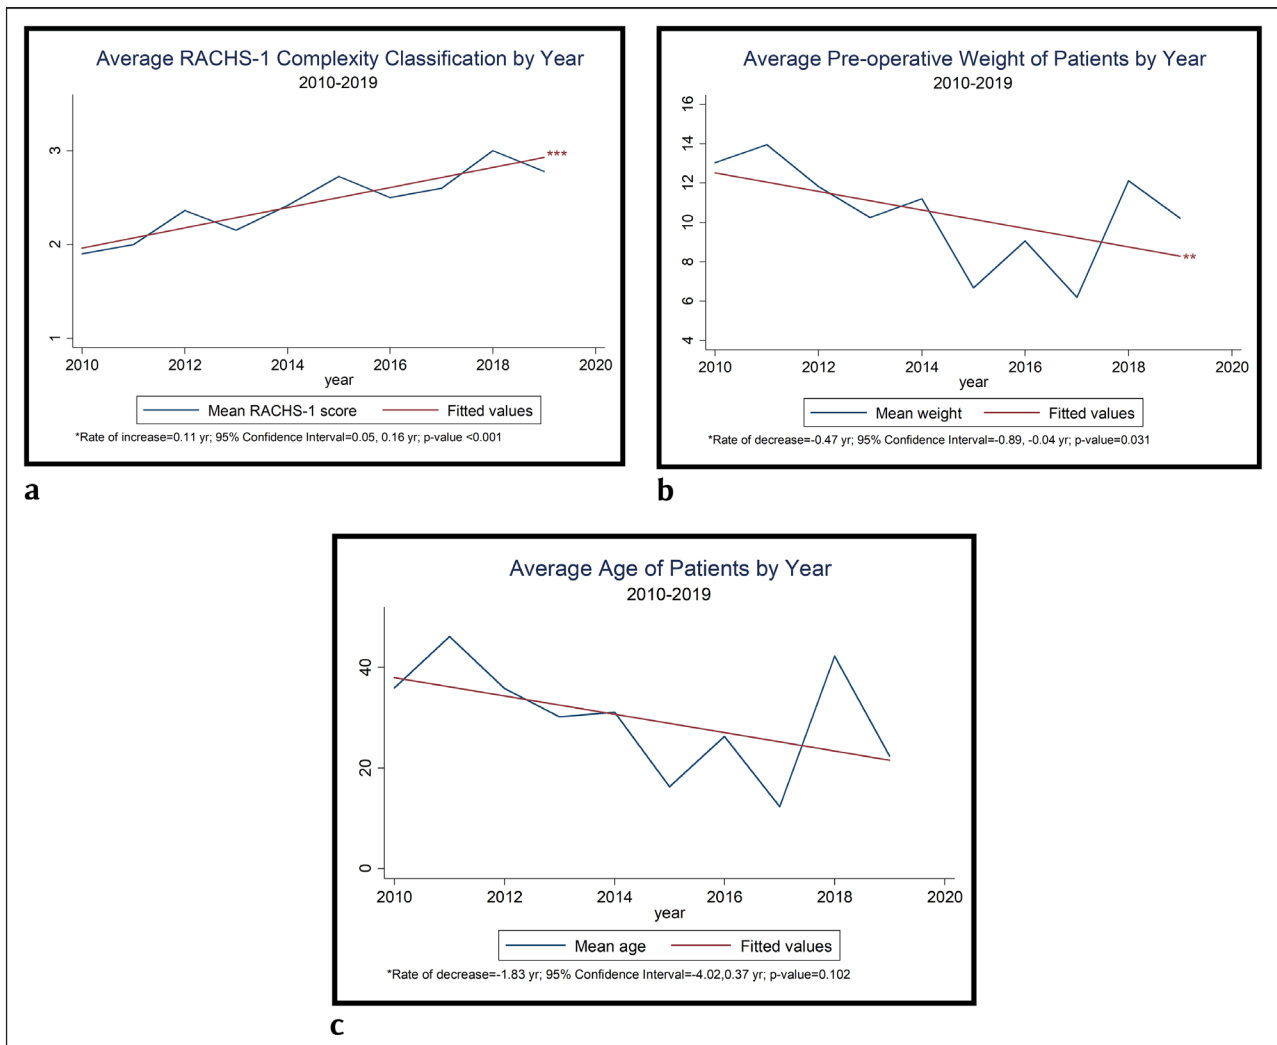 Average RACHS-1 Complexity Classification by Year
2010-2019
3
2
1
2010 2012 2014 2016 2018 2020
year
Mean RACHS-1 score Fitted values
***
*Rate of increase=0.11 yr; 95% Confidence Interval=0.05, 0.16 yr; p-value <0.001
a
Average Pre-operative Weight of Patients by Year
2010-2019
16
14
12
10
8
6
4
2010 2012 2014 2016 2018 2020
year
Mean weight Fitted values
**
*Rate of decrease=-0.47 yr; 95% Confidence Interval=-0.89, -0.04 yr; p-value=0.031
b
Average Age of Patients by Year
2010-2019
40
20
0
2010 2012 2014 2016 2018 2020
year
Mean age Fitted values
*Rate of decrease=-1.83 yr; 95% Confidence Interval=-4.02,0.37 yr; p-value=0.102
c